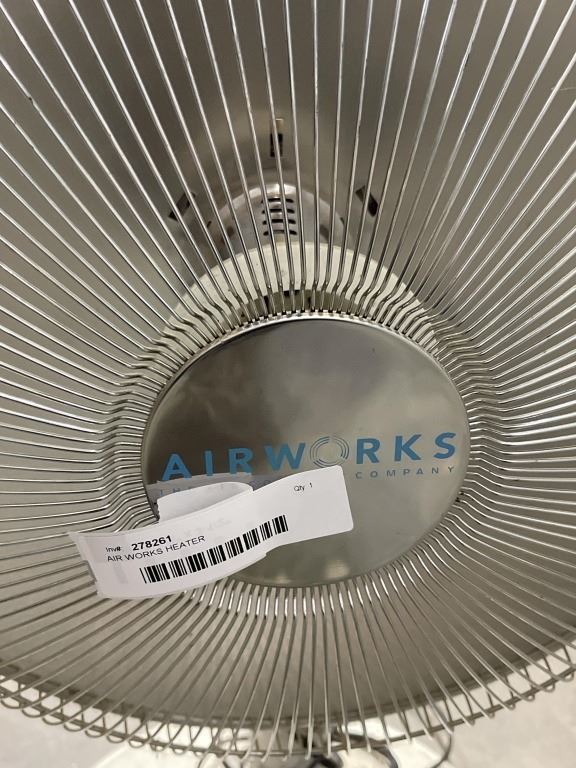 AIRWORKS
COMPANY
Qty 1
Inv#: 278261
AIR WORKS HEATER